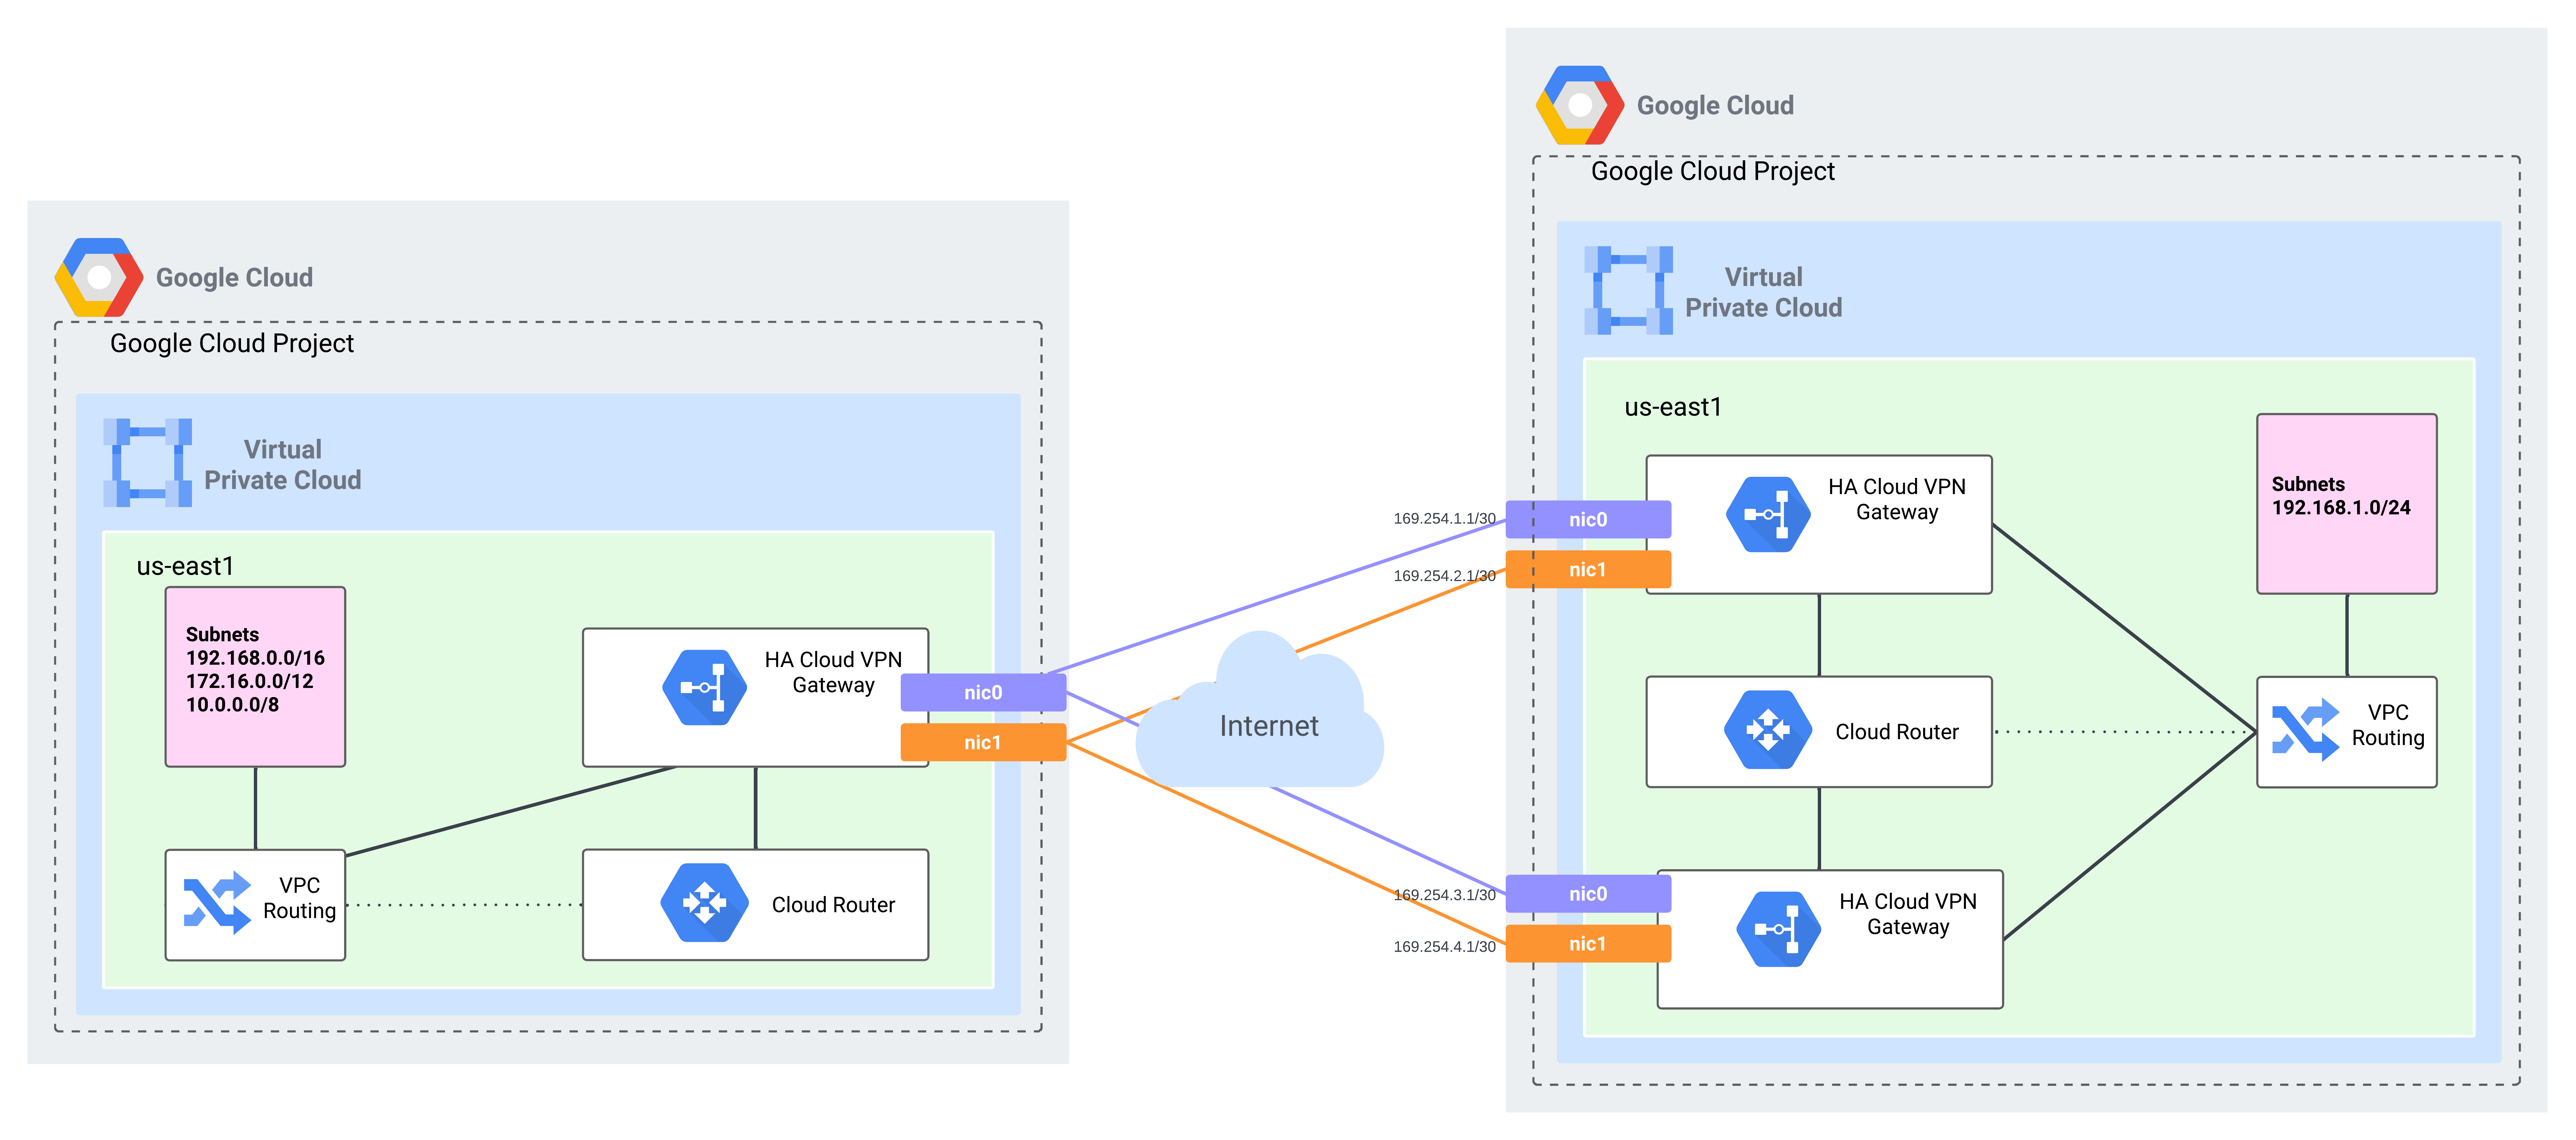 Google Cloud
Google Cloud Project
Virtual
Private Cloud
us-east1
Subnets
192.168.0.0/16
172.16.0.0/12
10.0.0.0/8
HA Cloud VPN
Gateway
nic0
nic1
VPC
Routing
Cloud Router
Internet
169.254.1.1/30
169.254.2.1/30
169.254.3.1/30
169.254.4.1/30
Google Cloud
Google Cloud Project
Virtual
Private Cloud
us-east1
nic0
nic1
HA Cloud VPN
Gateway
Subnets
192.168.1.0/24
Cloud Router
VPC
Routing
nic0
nic1
HA Cloud VPN
Gateway